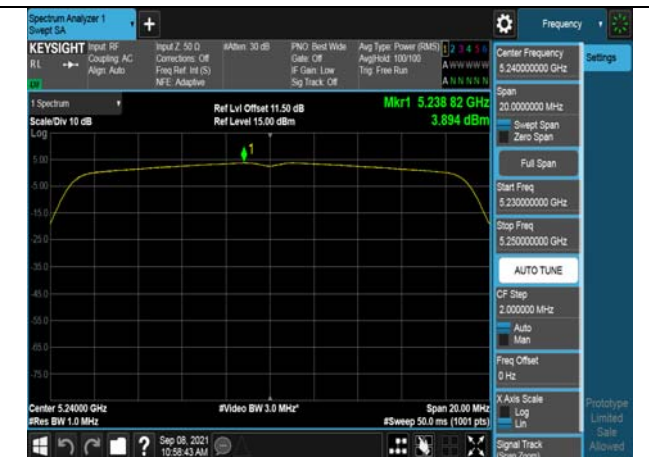 Spectrum Analyzer 1
Swept SA
+
Frequency
KEYSIGHT
RL
Input: RF
Coupling: AC
Align: Auto
Input Z: 50 Ω
Corrections: Off
Freq Ref: Int (S)
NFE: Adaptive
#Atten: 30 dB
PNO: Best Wide
Gate: Off
IF Gain: Low
Sig Track: Off
Avg Type: Power (RMS)
Avg|Hold: 100/100
Trig: Free Run
1 2 3 4 5 6
A W W W W W
A N N N N N
1 Spectrum
Scale/Div 10 dB
Log
Ref Lvl Offset 11.50 dB
Ref Level 15.00 dBm
Mkr1 5.238 82 GHz
3.894 dBm
1
5.00
-5.00
-15.0
-25.0
-35.0
-45.0
-55.0
-65.0
-75.0
Center 5.24000 GHz
#Res BW 1.0 MHz
#Video BW 3.0 MHz*
Span 20.00 MHz
#Sweep 50.0 ms (1001 pts)
Center Frequency
5.240000000 GHz
Settings
Span
20.0000000 MHz
Swept Span
Zero Span
Full Span
Start Freq
5.230000000 GHz
Stop Freq
5.250000000 GHz
AUTO TUNE
CF Step
2.000000 MHz
Auto
Man
Freq Offset
0 Hz
X Axis Scale
Log
Lin
Signal Track
(Span Zoom)
Prototype
Limited
Sale
Allowed
?
Sep 08, 2021
10:58:43 AM